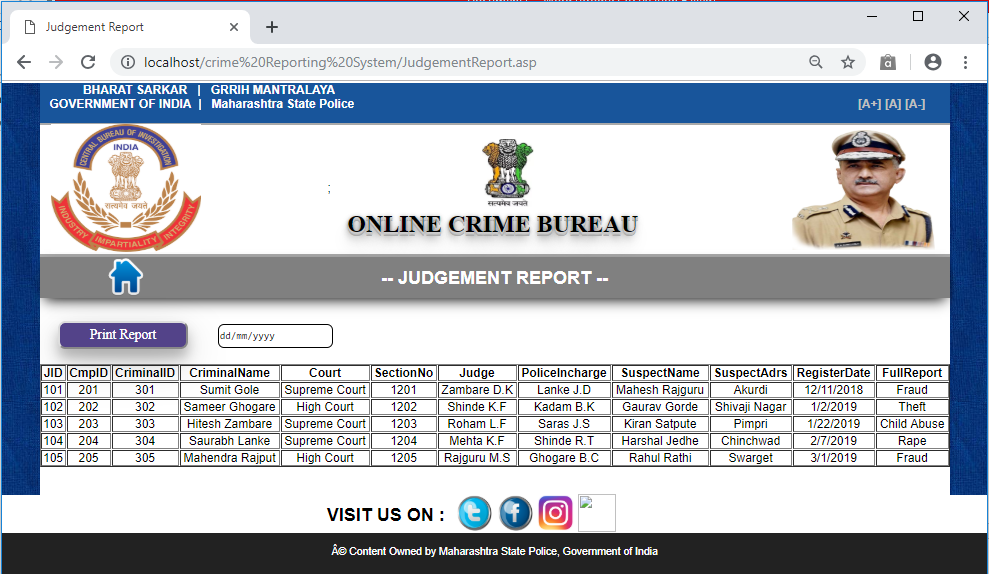 Judgement Report
localhost/crime%20Reporting%20System/JudgementReport.asp
BHARAT SARKAR | GRRIH MANTRALAYA
GOVERNMENT OF INDIA | Maharashtra State Police
[A+] [A] [A-]
CENTRAL BUREAU OF INVESTIGATION
INDIA
सत्यमेव जयते
INDUSTRY IMPARTIALITY INTEGRITY
;
सत्यमेव जयते
ONLINE CRIME BUREAU
-- JUDGEMENT REPORT --
Print Report
dd/mm/yyyy
JID CmpID CriminalID CriminalName Court SectionNo Judge PoliceIncharge SuspectName SuspectAdrs RegisterDate FullReport
101 201 301 Sumit Gole Supreme Court 1201 Zambare D.K Lanke J.D Mahesh Rajguru Akurdi 12/11/2018 Fraud
102 202 302 Sameer Ghogare High Court 1202 Shinde K.F Kadam B.K Gaurav Gorde Shivaji Nagar 1/2/2019 Theft
103 203 303 Hitesh Zambare Supreme Court 1203 Roham L.F Saras J.S Kiran Satpute Pimpri 1/22/2019 Child Abuse
104 204 304 Saurabh Lanke Supreme Court 1204 Mehta K.F Shinde R.T Harshal Jedhe Chinchwad 2/7/2019 Rape
105 205 305 Mahendra Rajput High Court 1205 Rajguru M.S Ghogare B.C Rahul Rathi Swarget 3/1/2019 Fraud
VISIT US ON :
Â© Content Owned by Maharashtra State Police, Government of India